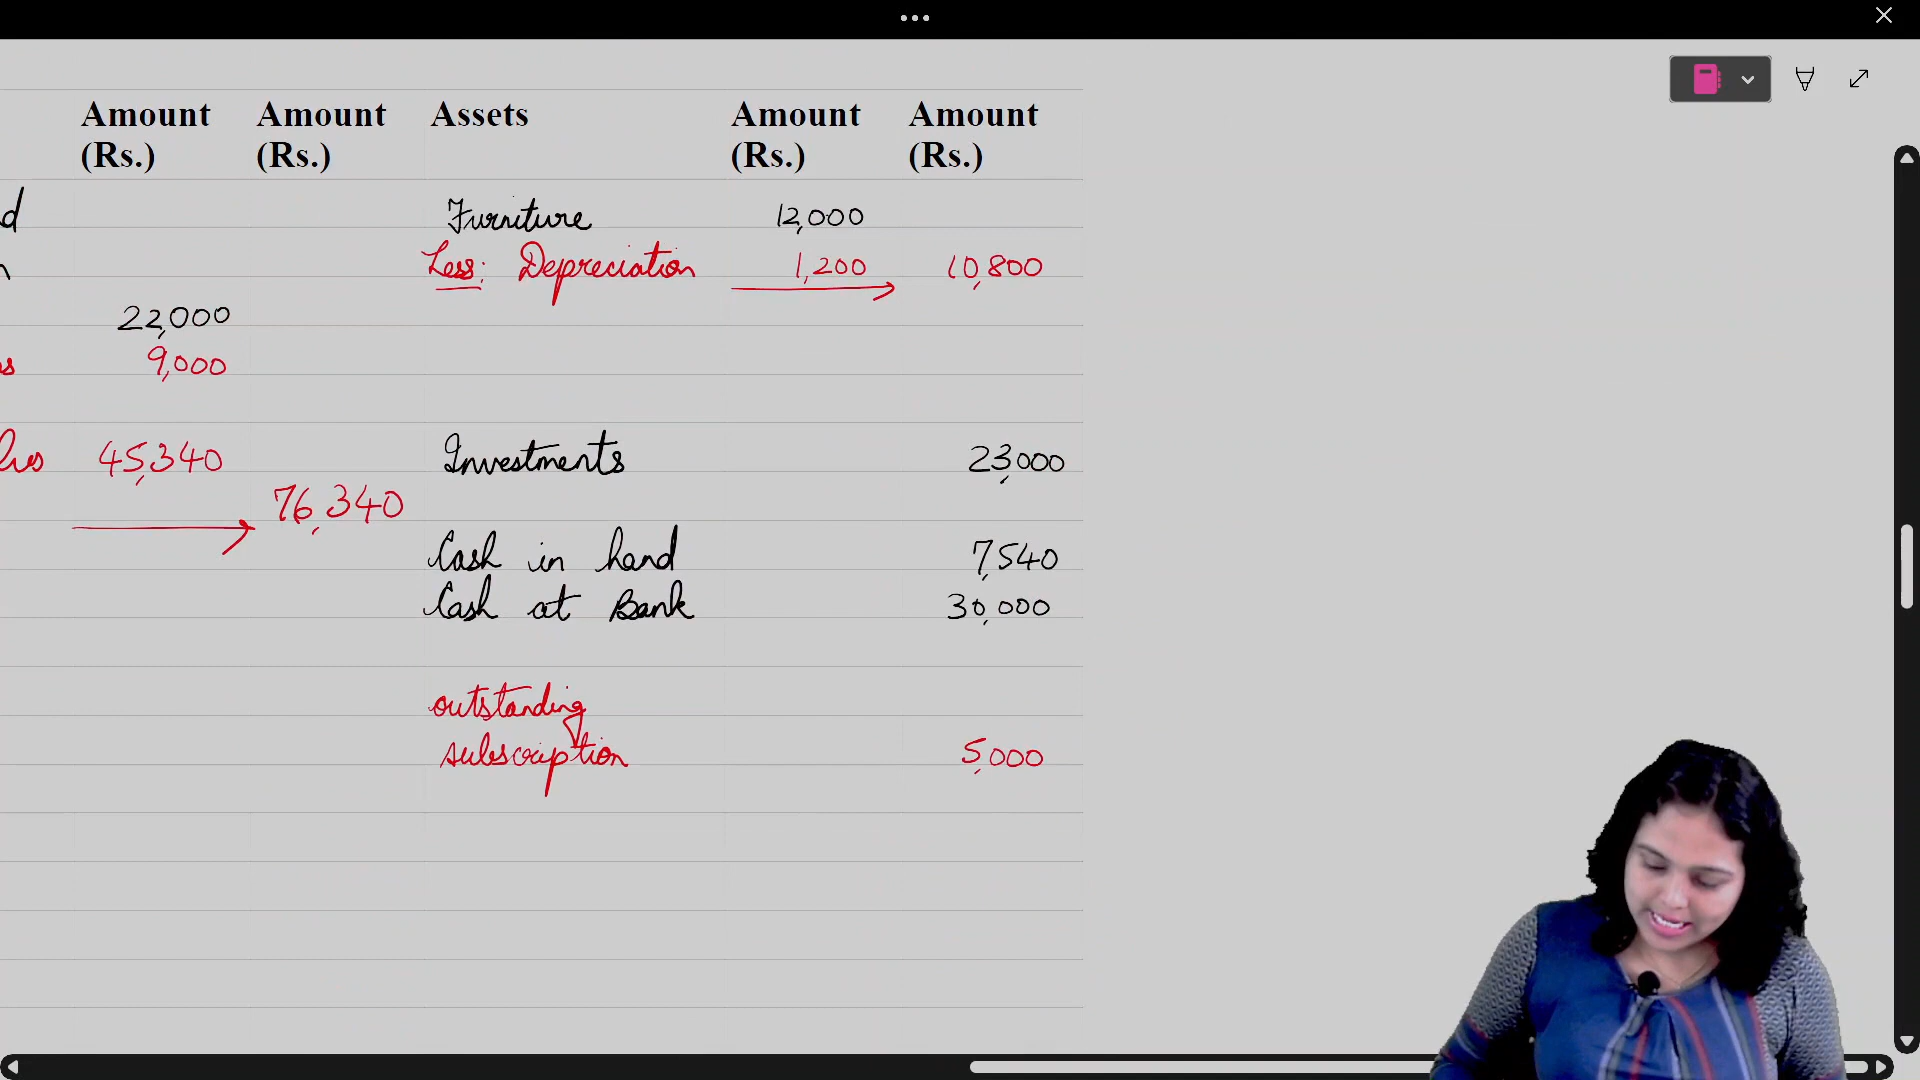 Amount Amount Assets Amount Amount
(Rs.) (Rs.) (Rs.) (Rs.)
d Furniture 12,000
n Less: Depreciation 1,200 10,800
22,000
s 9,000
45,340 Investments 23,000
76,340
Cash in hand 7,540
Cash at Bank 30,000
outstanding
subscription 5,000